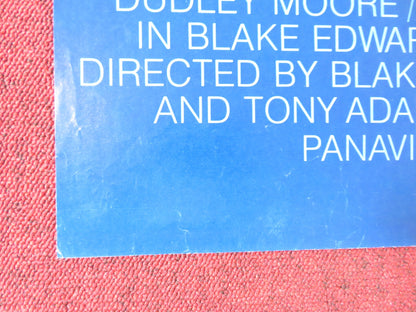 DUDLEY MOORE/
IN BLAKE EDWAR
DIRECTED BY BLAK
AND TONY ADA
PANAVI